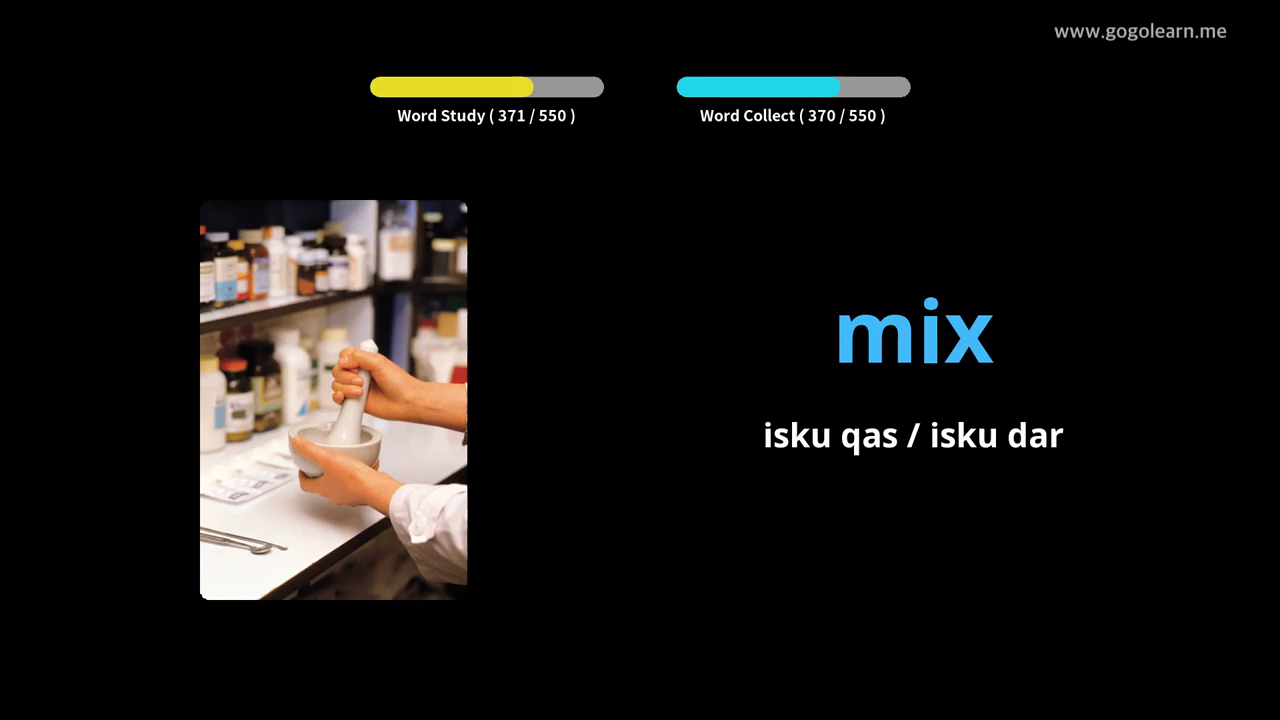 www.gogolearn.me
Word Study ( 371 / 550 )
Word Collect ( 370 / 550 )
mix
isku qas / isku dar